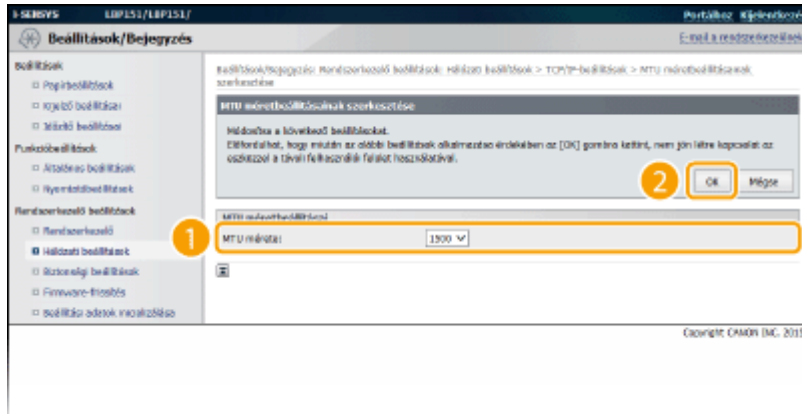 i-SENSYS LBP151/LBP151/ Portálhoz Kijelentkezé
Beállítások/Bejegyzés E-mail a rendszerkezelőnek
Beállítások
Papírbeállítások
Kijelző beállításai
Időzítő beállításai
Funkcióbeállítások
Általános beállítások
Nyomtatóbeállítások
Rendszerkezelő beállítások
Rendszerkezelő
Hálózati beállítások
Biztonsági beállítások
Firmware-frissítés
Beállítási adatok inicializálása
Beállítások/Bejegyzés: Rendszerkezelő beállítások: Hálózati beállítások > TCP/IP-beállítások > MTU méretbeállításainak
szerkesztése
MTU méretbeállításainak szerkesztése
Módosítsa a következő beállításokat.
Előfordulhat, hogy miután az alábbi beállítások alkalmazása érdekében az [OK] gombra kattint, nem jön létre kapcsolat az
eszközzel a távoli felhasználói felület használatával.
2 OK Mégse
MTU méretbeállításai
1 MTU mérete: 1500
Copyright CANON INC. 2015